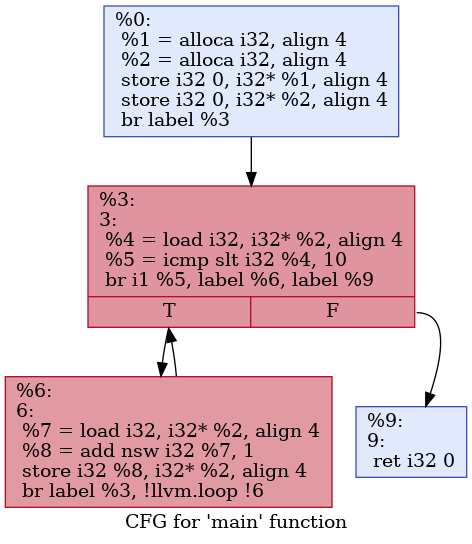 %0:
%1 = alloca i32, align 4
%2 = alloca i32, align 4
store i32 0, i32* %1, align 4
store i32 0, i32* %2, align 4
br label %3
%3:
3:
%4 = load i32, i32* %2, align 4
%5 = icmp slt i32 %4, 10
br i1 %5, label %6, label %9
T
F
%6:
6:
%7 = load i32, i32* %2, align 4
%8 = add nsw i32 %7, 1
store i32 %8, i32* %2, align 4
br label %3, !llvm.loop !6
%9:
9:
ret i32 0
CFG for 'main' function